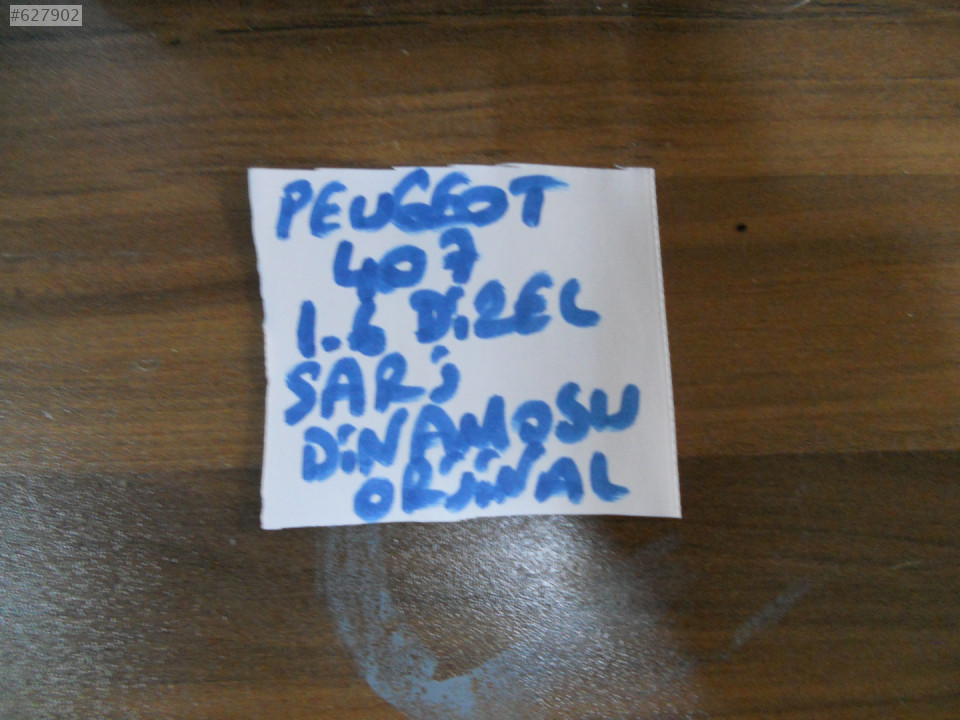 #627902
PEUGEOT
407
1.6 DİZEL
SARJ
DİNAMOSU
ORJİNAL